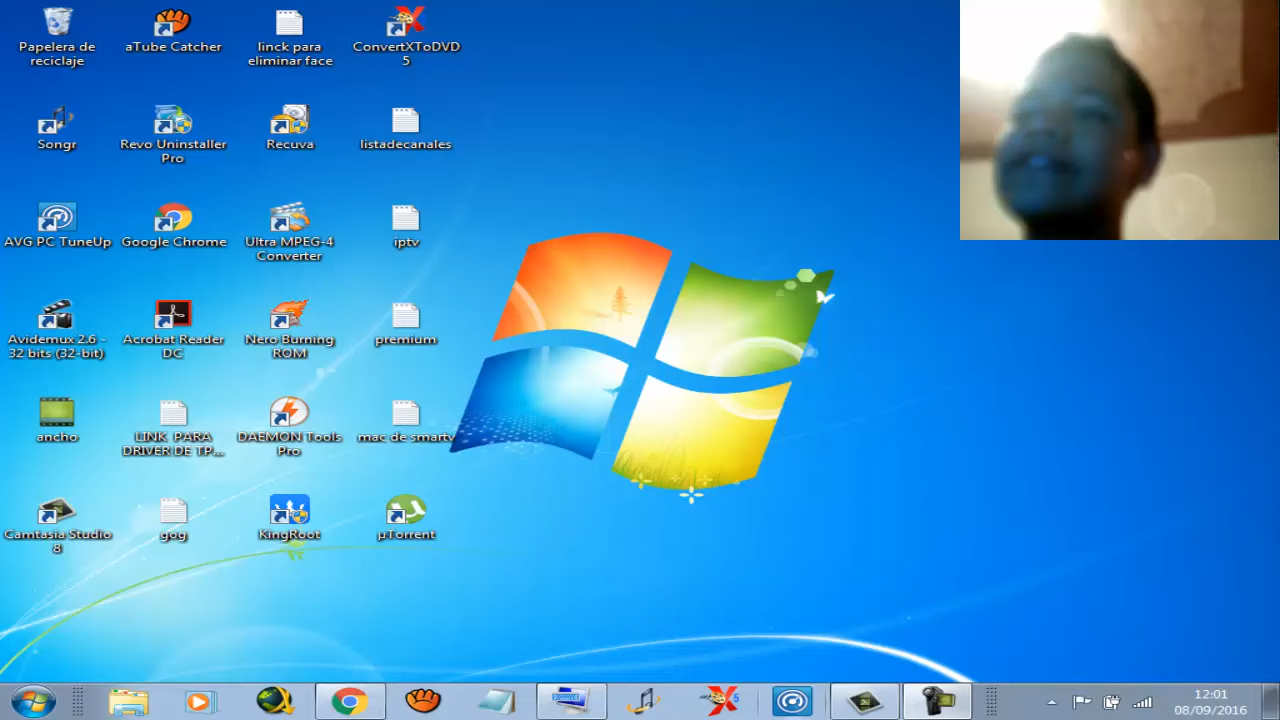 Papelera de
reciclaje
aTube Catcher
linck para
eliminar face
ConvertXToDVD
5
Songr
Revo Uninstaller
Pro
Recuva
listadecanales
AVG PC TuneUp
Google Chrome
Ultra MPEG-4
Converter
iptv
Avidemux 2.6 -
32 bits (32-bit)
Acrobat Reader
DC
Nero Burning
ROM
premium
ancho
LINK PARA
DRIVER DE TP...
DAEMON Tools
Pro
mac de smartv
Camtasia Studio
8
gog
KingRoot
µTorrent
12:01
08/09/2016